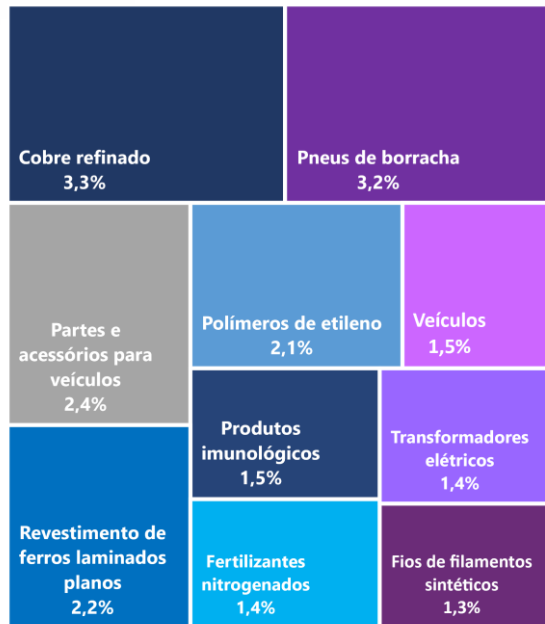 Cobre refinado
3,3%
Pneus de borracha
3,2%
Partes e
acessórios para
veículos
2,4%
Polímeros de etileno
2,1%
Veículos
1,5%
Produtos
imunológicos
1,5%
Transformadores
elétricos
1,4%
Revestimento de
ferros laminados
planos
2,2%
Fertilizantes
nitrogenados
1,4%
Fios de filamentos
sintéticos
1,3%